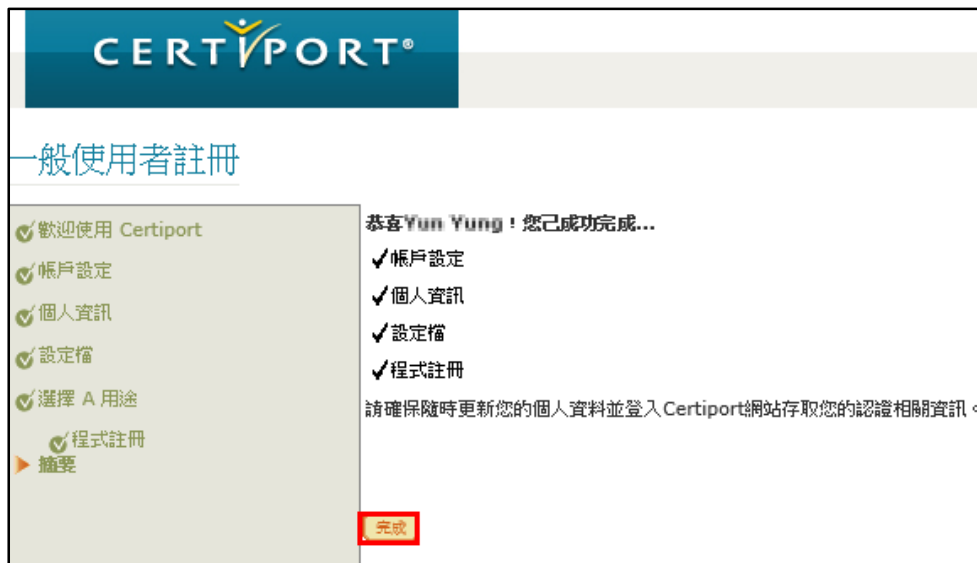 CERTIPORT®
一般使用者註冊
歡迎使用 Certiport
帳戶設定
個人資訊
設定檔
選擇 A 用途
程式註冊
摘要
恭喜Yun Yung！您已成功完成...
帳戶設定
個人資訊
設定檔
程式註冊
請確保隨時更新您的個人資料並登入Certiport網站存取您的認證相關資訊。
完成